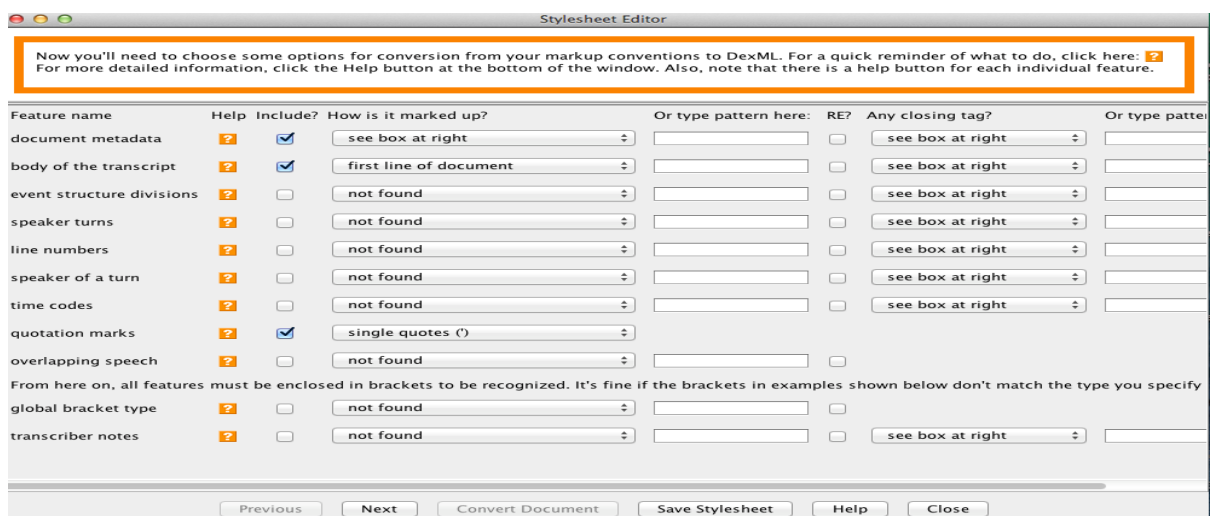 Stylesheet Editor
Now you'll need to choose some options for conversion from your markup conventions to DexML. For a quick reminder of what to do, click here: ?
For more detailed information, click the Help button at the bottom of the window. Also, note that there is a help button for each individual feature.
Feature name Help Include? How is it marked up? Or type pattern here: RE? Any closing tag? Or type patter
document metadata ? see box at right see box at right
body of the transcript ? first line of document see box at right
event structure divisions ? not found see box at right
speaker turns ? not found see box at right
line numbers ? not found see box at right
speaker of a turn ? not found see box at right
time codes ? not found see box at right
quotation marks ? single quotes (')
overlapping speech ? not found
From here on, all features must be enclosed in brackets to be recognized. It's fine if the brackets in examples shown below don't match the type you specify
global bracket type ? not found
transcriber notes ? not found see box at right
Previous Next Convert Document Save Stylesheet Help Close